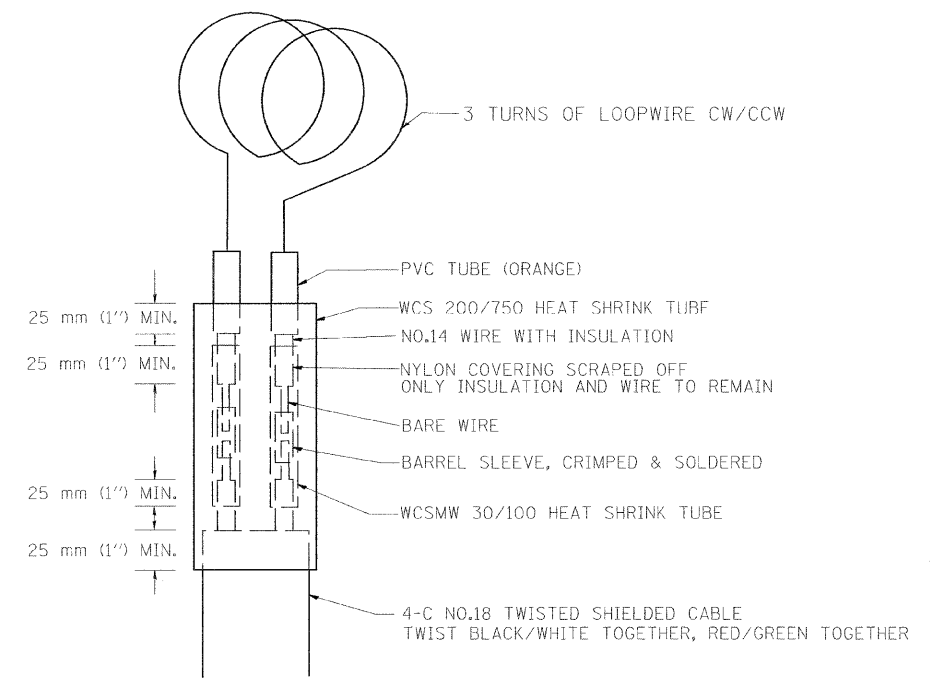 3 TURNS OF LOOPWIRE CW/CCW
PVC TUBE (ORANGE)
WCS 200/750 HEAT SHRINK TUBE
25 mm (1") MIN.
NO.14 WIRE WITH INSULATION
25 mm (1") MIN.
NYLON COVERING SCRAPED OFF
ONLY INSULATION AND WIRE TO REMAIN
BARE WIRE
BARREL SLEEVE, CRIMPED & SOLDERED
25 mm (1") MIN.
WCSMW 30/100 HEAT SHRINK TUBE
25 mm (1") MIN.
4-C NO.18 TWISTED SHIELDED CABLE
TWIST BLACK/WHITE TOGETHER, RED/GREEN TOGETHER